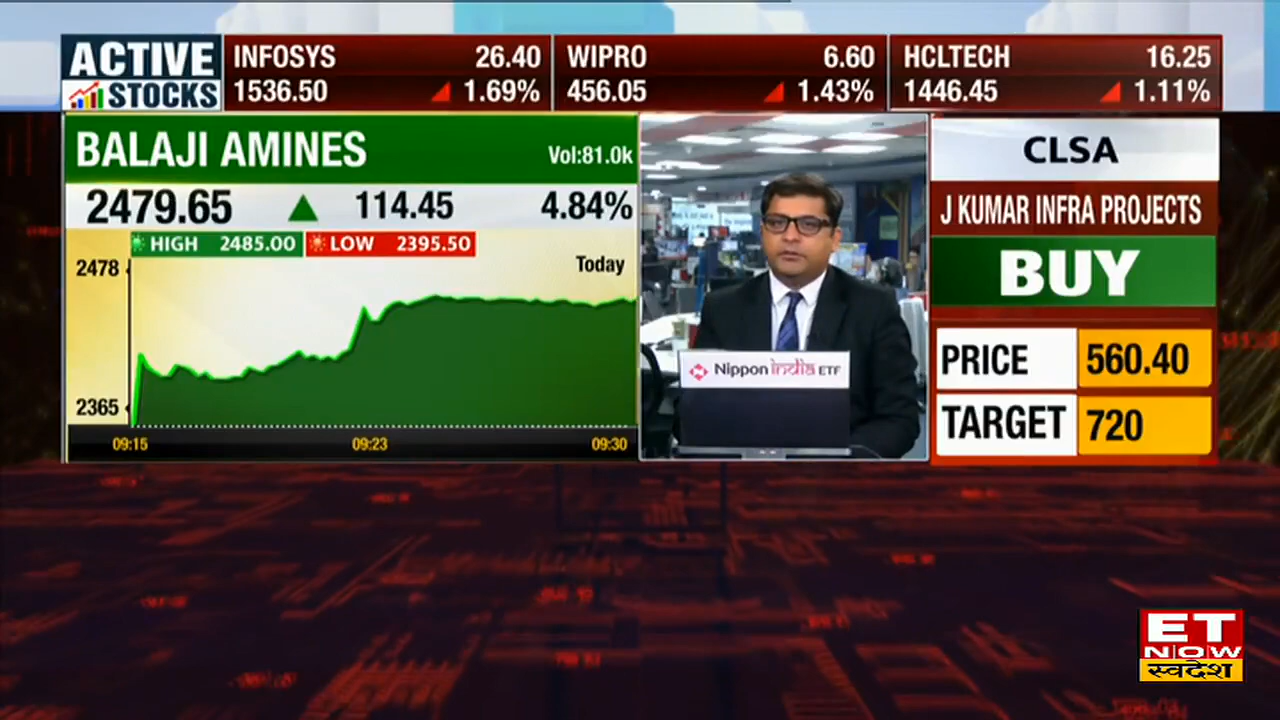 ACTIVE STOCKS
INFOSYS 26.40
1536.50 1.69%
WIPRO 6.60
456.05 1.43%
HCLTECH 16.25
1446.45 1.11%
BALAJI AMINES Vol:81.0k
2479.65 114.45 4.84%
HIGH 2485.00 LOW 2395.50
Today
2478
2365
09:15 09:23 09:30
Nippon india ETF
CLSA
J KUMAR INFRA PROJECTS
BUY
PRICE 560.40
TARGET 720
ET
NOW
स्वदेश